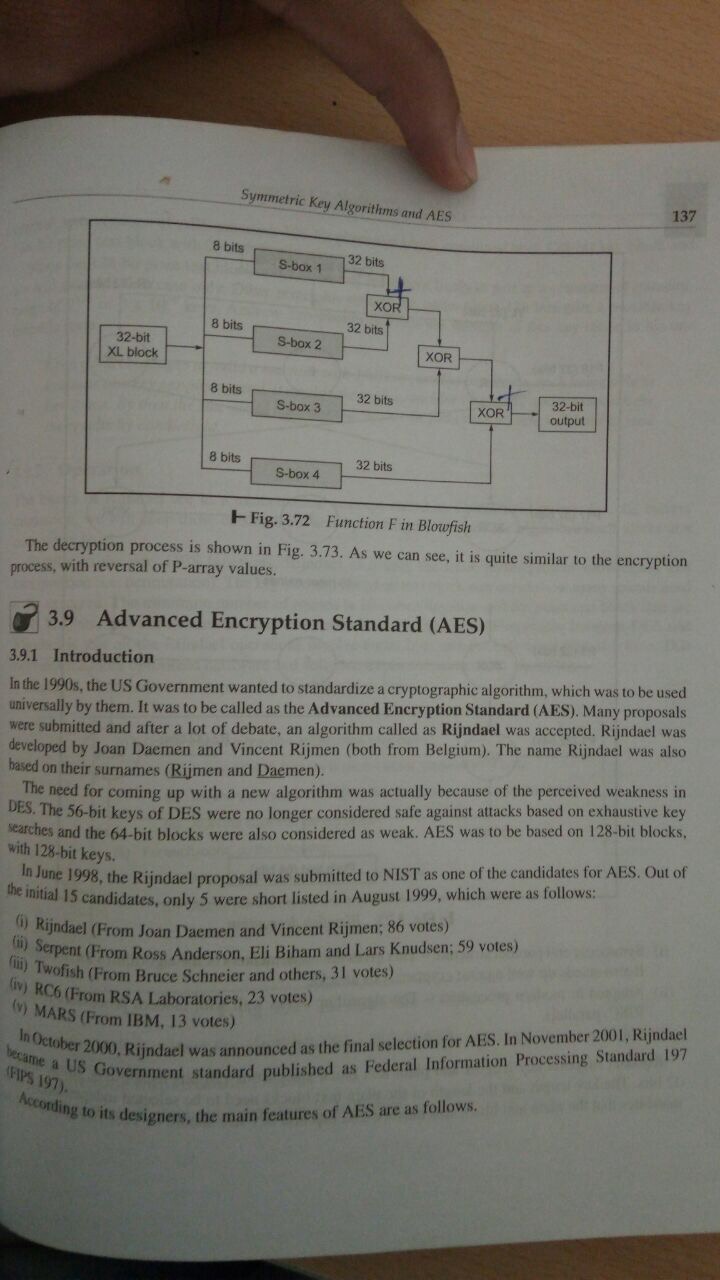 Symmetric Key Algorithms and AES
137
8 bits
S-box 1
32 bits
+
XOR
8 bits
S-box 2
32 bits
32-bit
XL block
XOR
8 bits
S-box 3
32 bits
+
XOR
32-bit
output
8 bits
S-box 4
32 bits
Fig. 3.72 Function F in Blowfish
The decryption process is shown in Fig. 3.73. As we can see, it is quite similar to the encryption
process, with reversal of P-array values.
3.9 Advanced Encryption Standard (AES)
3.9.1 Introduction
In the 1990s, the US Government wanted to standardize a cryptographic algorithm, which was to be used
universally by them. It was to be called as the Advanced Encryption Standard (AES). Many proposals
were submitted and after a lot of debate, an algorithm called as Rijndael was accepted. Rijndael was
developed by Joan Daemen and Vincent Rijmen (both from Belgium). The name Rijndael was also
based on their surnames (Rijmen and Daemen).
The need for coming up with a new algorithm was actually because of the perceived weakness in
DES. The 56-bit keys of DES were no longer considered safe against attacks based on exhaustive key
searches and the 64-bit blocks were also considered as weak. AES was to be based on 128-bit blocks,
with 128-bit keys.
In June 1998, the Rijndael proposal was submitted to NIST as one of the candidates for AES. Out of
the initial 15 candidates, only 5 were short listed in August 1999, which were as follows:
(i) Rijndael (From Joan Daemen and Vincent Rijmen; 86 votes)
(ii) Serpent (From Ross Anderson, Eli Biham and Lars Knudsen; 59 votes)
(iii) Twofish (From Bruce Schneier and others, 31 votes)
(iv) RC6 (From RSA Laboratories, 23 votes)
(v) MARS (From IBM, 13 votes)
In October 2000, Rijndael was announced as the final selection for AES. In November 2001, Rijndael
became a US Government standard published as Federal Information Processing Standard 197
(FIPS 197).
According to its designers, the main features of AES are as follows.